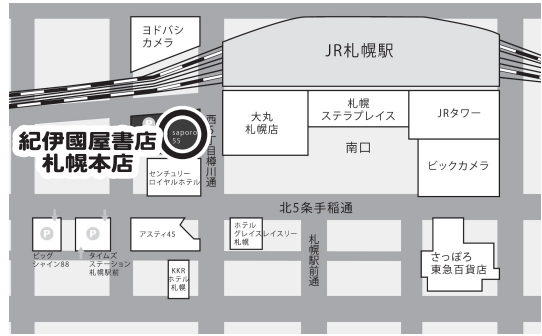 ヨドバシ
カメラ
JR札幌駅
大丸
札幌店
札幌
ステラプレイス
JRタワー
南口
ビックカメラ
sapporo
55
紀伊國屋書店
札幌本店
西5丁目樽川通
センチュリー
ロイヤルホテル
北5条手稲通
P
P
ビッグ
シャイン88
タイムズ
ステーション
札幌駅前
アスティ45
KKR
ホテル
札幌
ホテル
グレイスレイスリー
札幌
札幌駅前通
さっぽろ
東急百貨店